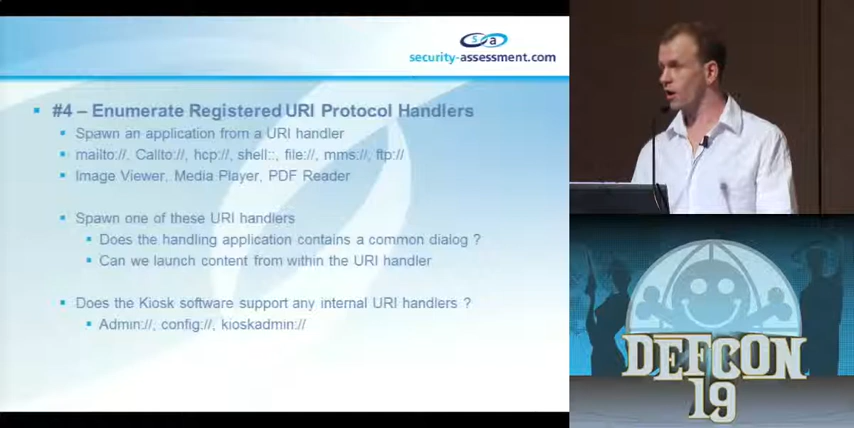 sa
security-assessment.com
#4 – Enumerate Registered URI Protocol Handlers
Spawn an application from a URI handler
mailto://, Callto://, hcp://, shell::, file://, mms://, ftp://
Image Viewer, Media Player, PDF Reader
Spawn one of these URI handlers
Does the handling application contains a common dialog ?
Can we launch content from within the URI handler
Does the Kiosk software support any internal URI handlers ?
Admin://, config://, kioskadmin://
DEFCON
19